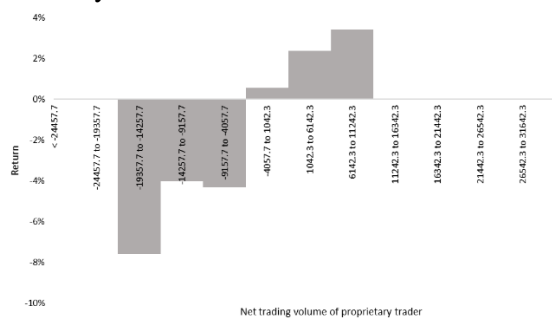 4%
2%
0%
-2%
-4%
-6%
-8%
-10%
Return
< -24457.7
-24457.7 to -19357.7
-19357.7 to -14257.7
-14257.7 to -9157.7
-9157.7 to -4057.7
-4057.7 to 1042.3
1042.3 to 6142.3
6142.3 to 11242.3
11242.3 to 16342.3
16342.3 to 21442.3
21442.3 to 26542.3
26542.3 to 31642.3
Net trading volume of proprietary trader